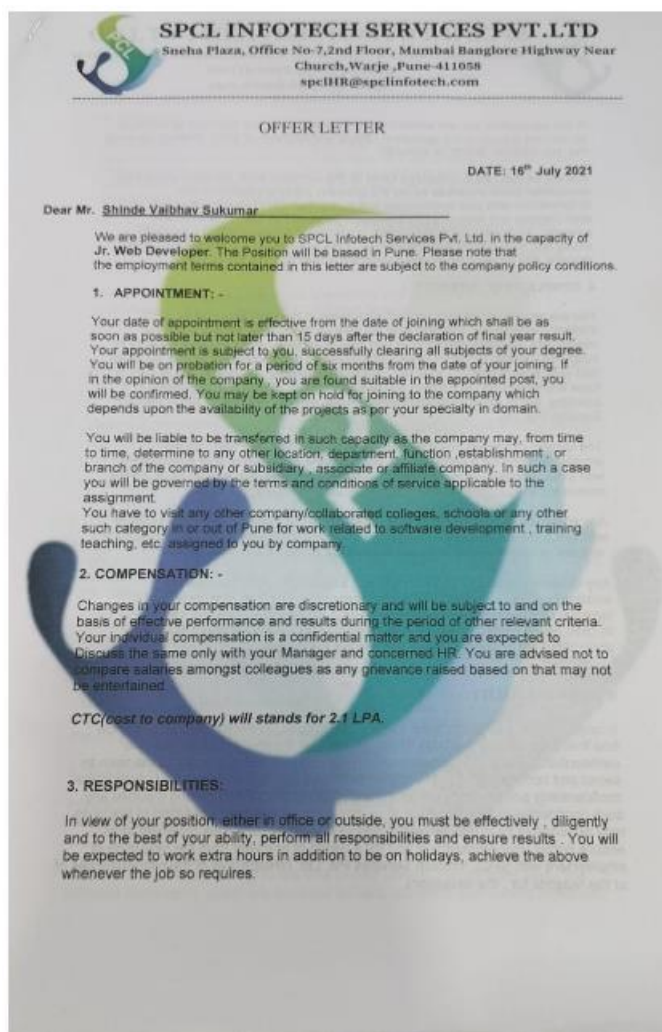 PCL
SPCL INFOTECH SERVICES PVT.LTD
Sneha Plaza, Office No-7,2nd Floor, Mumbai Banglore Highway Near
Church,Warje ,Pune-411058
spclHR@spclinfotech.com
OFFER LETTER
DATE: 16th July 2021
Dear Mr. Shinde Vaibhav Sukumar
We are pleased to welcome you to SPCL Infotech Services Pvt. Ltd. in the capacity of
Jr. Web Developer. The Position will be based in Pune. Please note that
the employment terms contained in this letter are subject to the company policy conditions.
1. APPOINTMENT: -
Your date of appointment is effective from the date of joining which shall be as
soon as possible but not later than 15 days after the declaration of final year result.
Your appointment is subject to you, successfully clearing all subjects of your degree.
You will be on probation for a period of six months from the date of your joining. If
in the opinion of the company , you are found suitable in the appointed post, you
will be confirmed. You may be kept on hold for joining to the company which
depends upon the availability of the projects as per your specialty in domain.
You will be liable to be transferred in such capacity as the company may, from time
to time, determine to any other location, department, function ,establishment , or
branch of the company or subsidiary , associate or affiliate company. In such a case
you will be governed by the terms and conditions of service applicable to the
assignment.
You have to visit any other company/collaborated colleges, schools or any other
such category in or out of Pune for work related to software development , training
teaching, etc. assigned to you by company.
2. COMPENSATION: -
Changes in your compensation are discretionary and will be subject to and on the
basis of effective performance and results during the period of other relevant criteria.
Your individual compensation is a confidential matter and you are expected to
Discuss the same only with your Manager and concerned HR. You are advised not to
compare salaries amongst colleagues as any grievance raised based on that may not
be entertained
CTC(cost to company) will stands for 2.1 LPA.
3. RESPONSIBILITIES:
In view of your position, either in office or outside, you must be effectively , diligently
and to the best of your ability, perform all responsibilities and ensure results . You will
be expected to work extra hours in addition to be on holidays, achieve the above
whenever the job so requires.